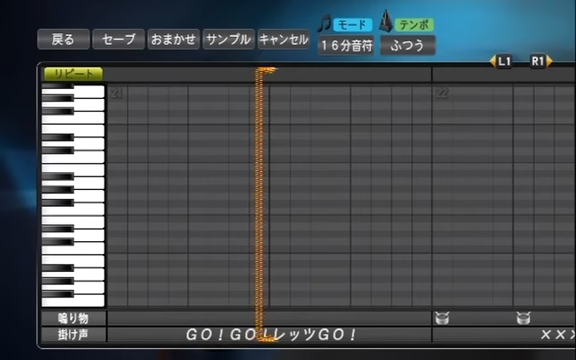 モード テンポ
戻る セーブ おまかせ サンプル キャンセル 16分音符 ふつう
L1 R1
リピート
21 22
鳴り物
掛け声 GO!GO!レッツGO! XXX